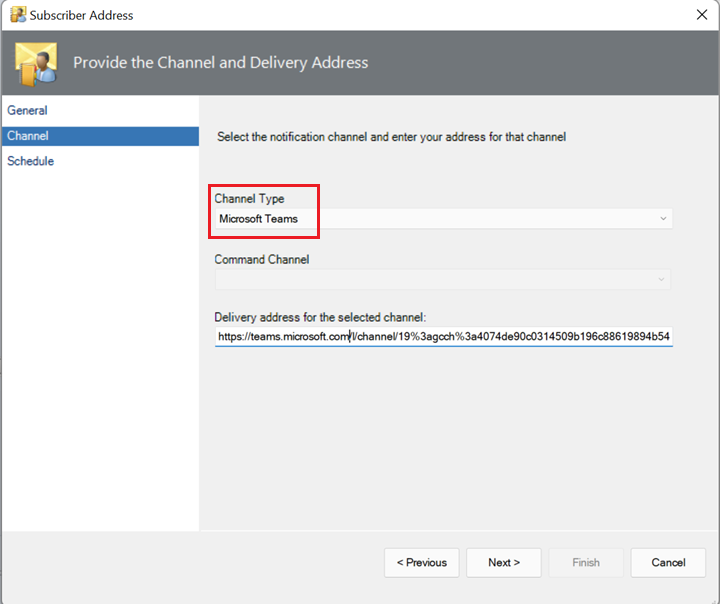 Subscriber Address
Provide the Channel and Delivery Address
General
Channel
Schedule
Select the notification channel and enter your address for that channel
Channel Type
Microsoft Teams
Command Channel
Delivery address for the selected channel:
https://teams.microsoft.com/l/channel/19%3agcch%3a4074de90c0314509b196c88619894b54
< Previous
Next >
Finish
Cancel